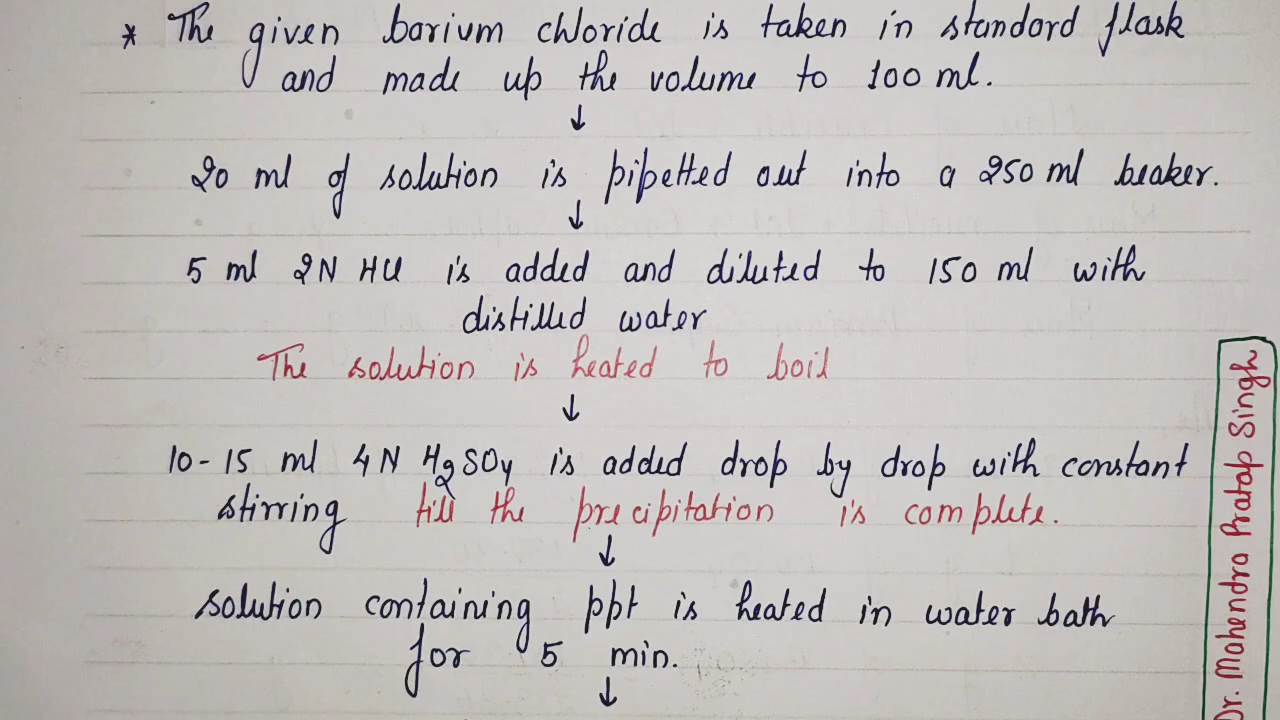 * The given barium chloride is taken in standard flask
and made up the volume to 100 ml.
↓
20 ml of solution is pipetted out into a 250 ml beaker.
↓
5 ml 2N HCl is added and diluted to 150 ml with
distilled water
The solution is heated to boil
↓
10-15 ml 4N H2SO4 is added drop by drop with constant
stirring till the precipitation is complete.
↓
solution containing ppt is heated in water bath
for 5 min.
↓
Dr. Mahendra Pratap Singh